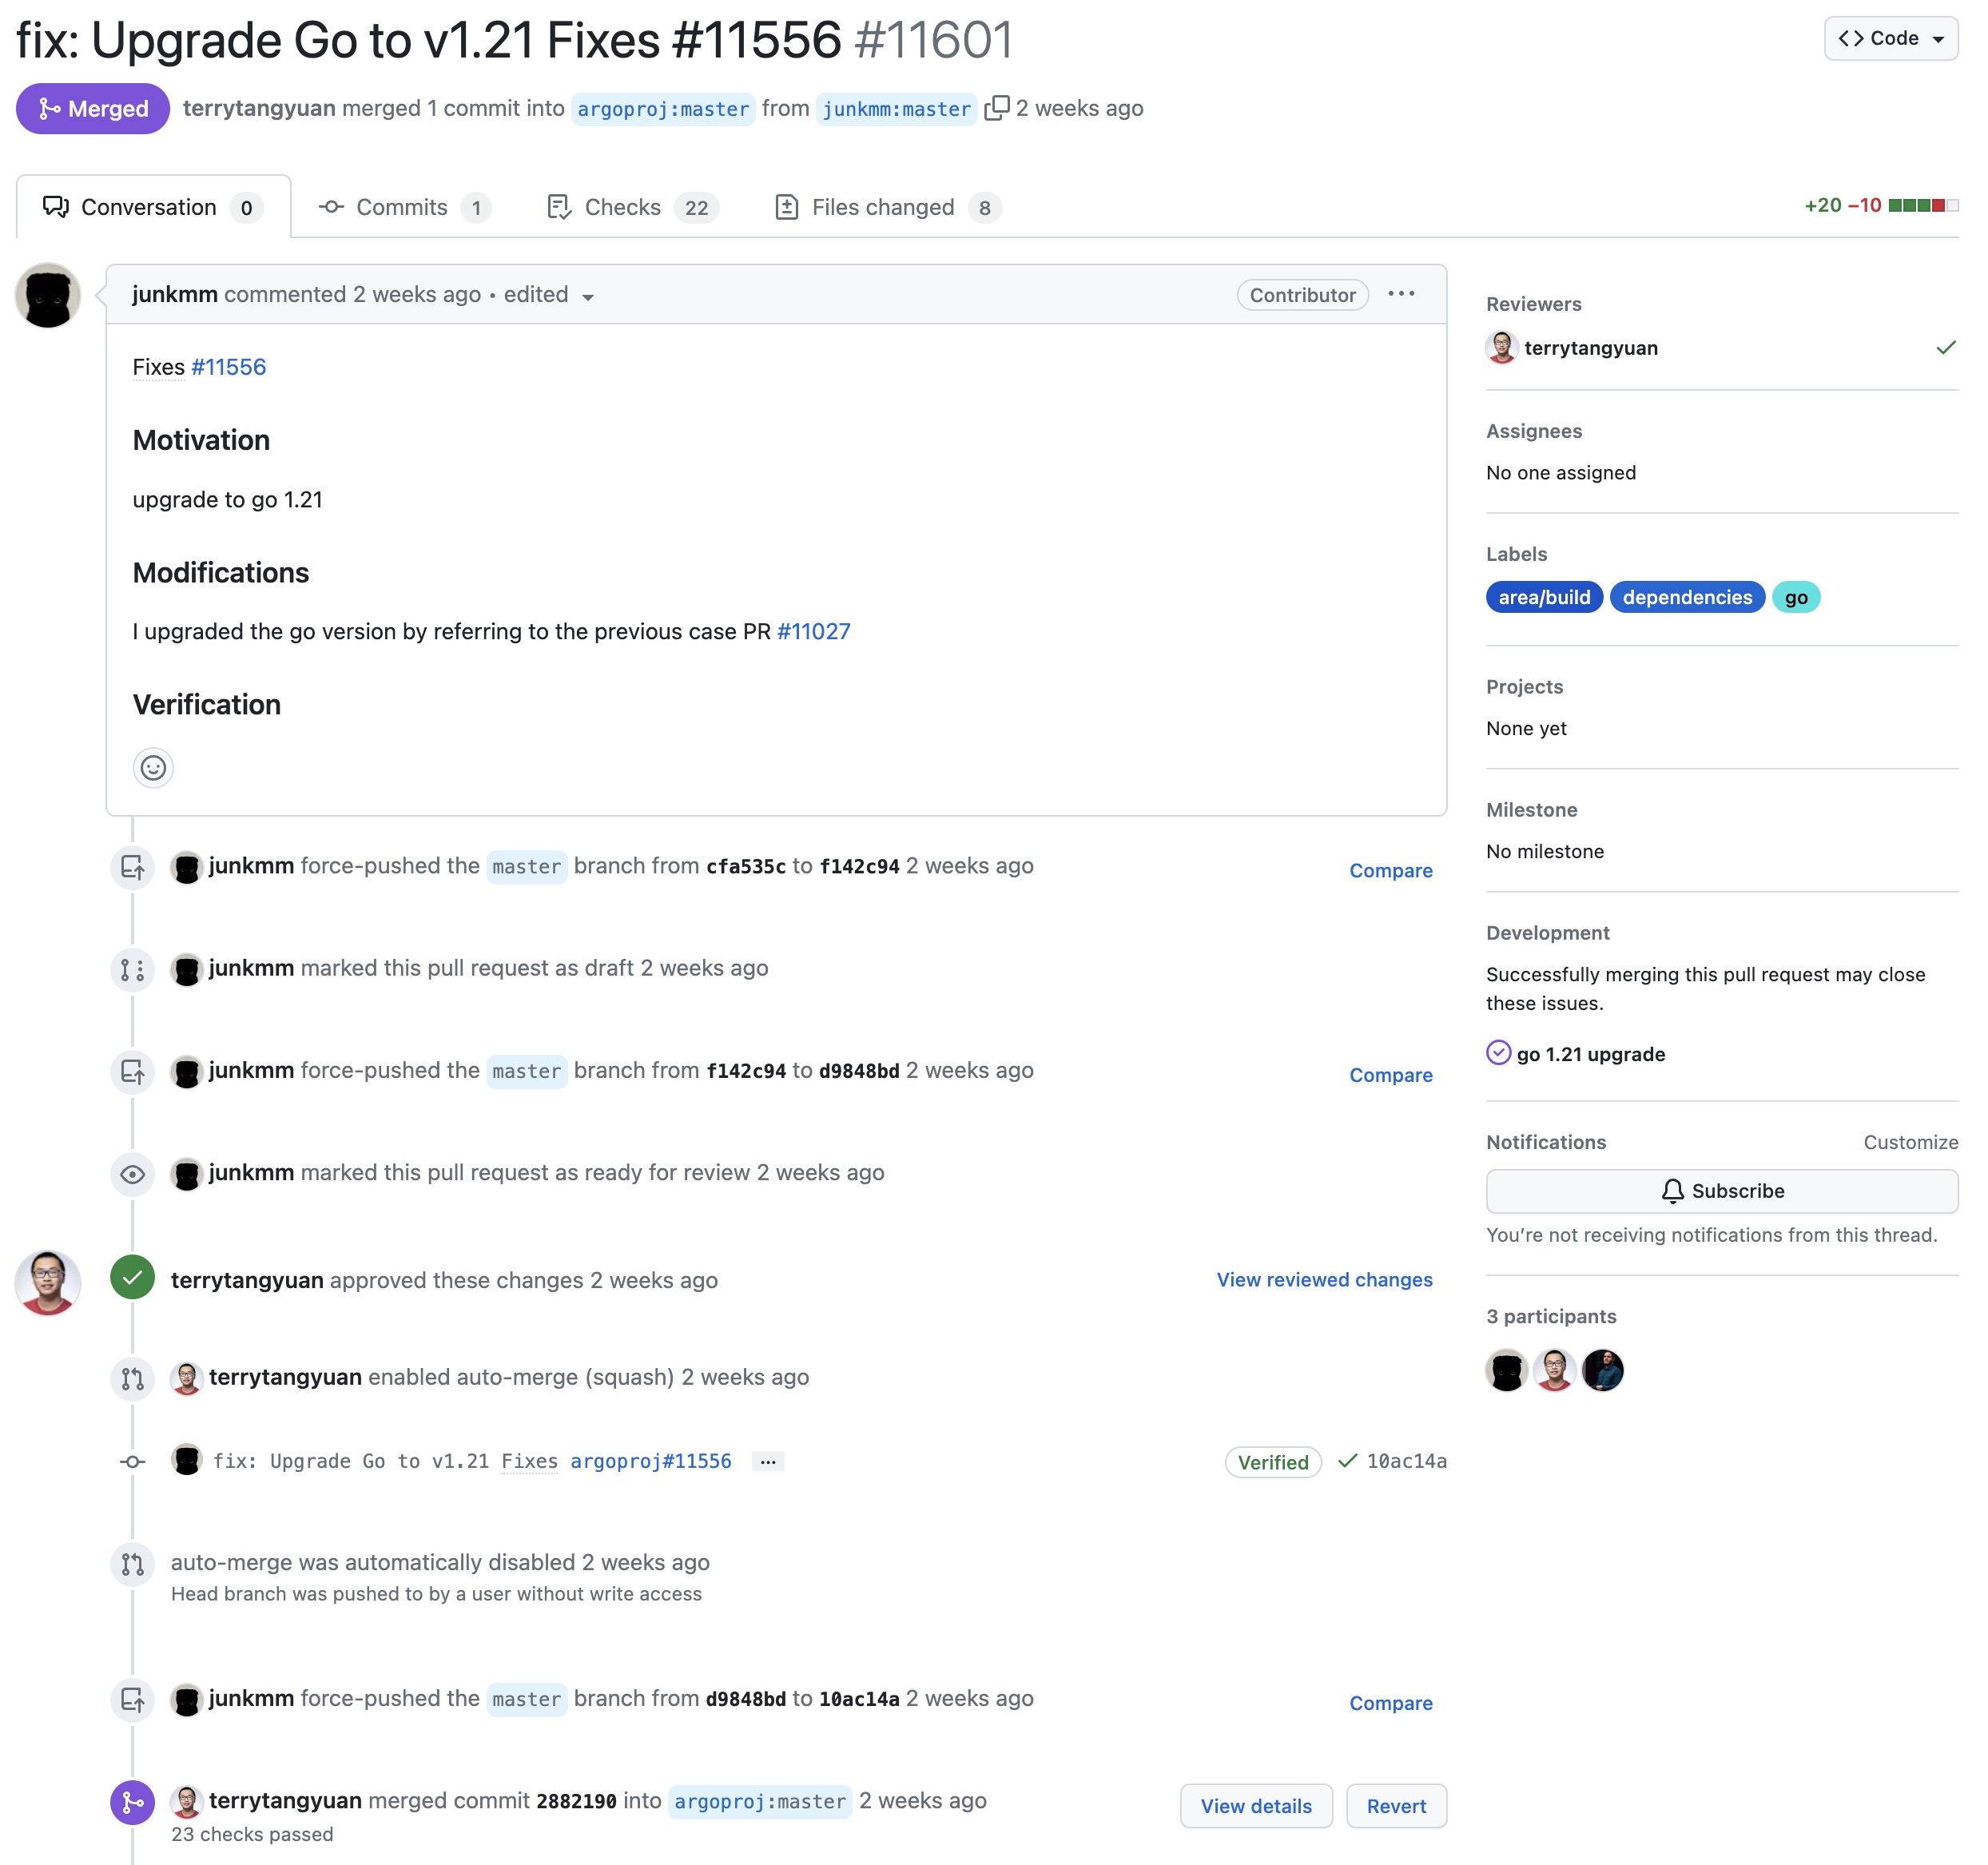 fix: Upgrade Go to v1.21 Fixes #11556 #11601
Code
Merged
terrytangyuan merged 1 commit into argoproj:master from junkmm:master 2 weeks ago
Conversation 0
Commits 1
Checks 22
Files changed 8
+20 −10
junkmm commented 2 weeks ago • edited
Contributor
Fixes #11556
Motivation
upgrade to go 1.21
Modifications
I upgraded the go version by referring to the previous case PR #11027
Verification
junkmm force-pushed the master branch from cfa535c to f142c94 2 weeks ago
Compare
junkmm marked this pull request as draft 2 weeks ago
junkmm force-pushed the master branch from f142c94 to d9848bd 2 weeks ago
Compare
junkmm marked this pull request as ready for review 2 weeks ago
terrytangyuan approved these changes 2 weeks ago
View reviewed changes
terrytangyuan enabled auto-merge (squash) 2 weeks ago
fix: Upgrade Go to v1.21 Fixes argoproj#11556 …
Verified
10ac14a
auto-merge was automatically disabled 2 weeks ago
Head branch was pushed to by a user without write access
junkmm force-pushed the master branch from d9848bd to 10ac14a 2 weeks ago
Compare
terrytangyuan merged commit 2882190 into argoproj:master 2 weeks ago
23 checks passed
View details
Revert
Reviewers
terrytangyuan
Assignees
No one assigned
Labels
area/build
dependencies
go
Projects
None yet
Milestone
No milestone
Development
Successfully merging this pull request may close
these issues.
go 1.21 upgrade
Notifications
Customize
Subscribe
You’re not receiving notifications from this thread.
3 participants